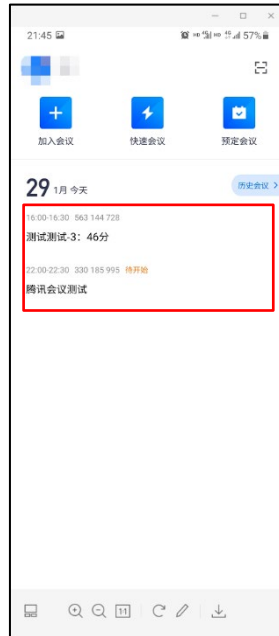 21:45 57%
加入会议 快速会议 预定会议
29 1月 今天 历史会议 >
16:00-16:30 563 144 728
测试测试-3：46分
22:00-22:30 330 185 995 待开始
腾讯会议测试
1:1